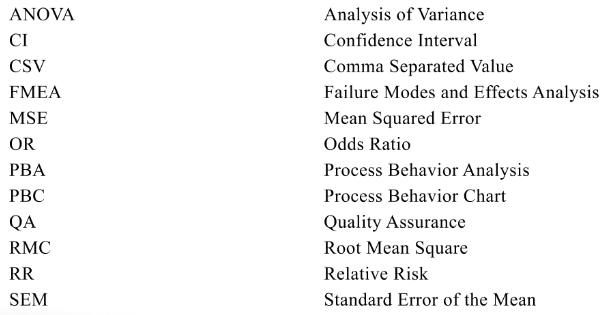 ANOVA Analysis of Variance
CI Confidence Interval
CSV Comma Separated Value
FMEA Failure Modes and Effects Analysis
MSE Mean Squared Error
OR Odds Ratio
PBA Process Behavior Analysis
PBC Process Behavior Chart
QA Quality Assurance
RMC Root Mean Square
RR Relative Risk
SEM Standard Error of the Mean